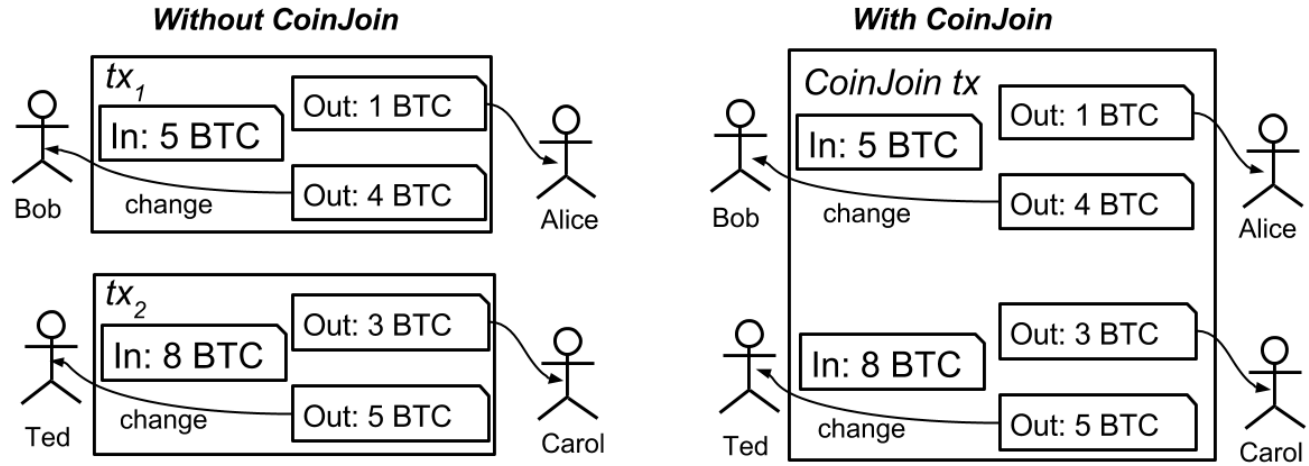 Without CoinJoin
tx1
In: 5 BTC
Out: 1 BTC
Out: 4 BTC
change
Bob
Alice
tx2
In: 8 BTC
Out: 3 BTC
Out: 5 BTC
change
Ted
Carol
With CoinJoin
CoinJoin tx
In: 5 BTC
Out: 1 BTC
Out: 4 BTC
change
Bob
Alice
In: 8 BTC
Out: 3 BTC
Out: 5 BTC
change
Ted
Carol